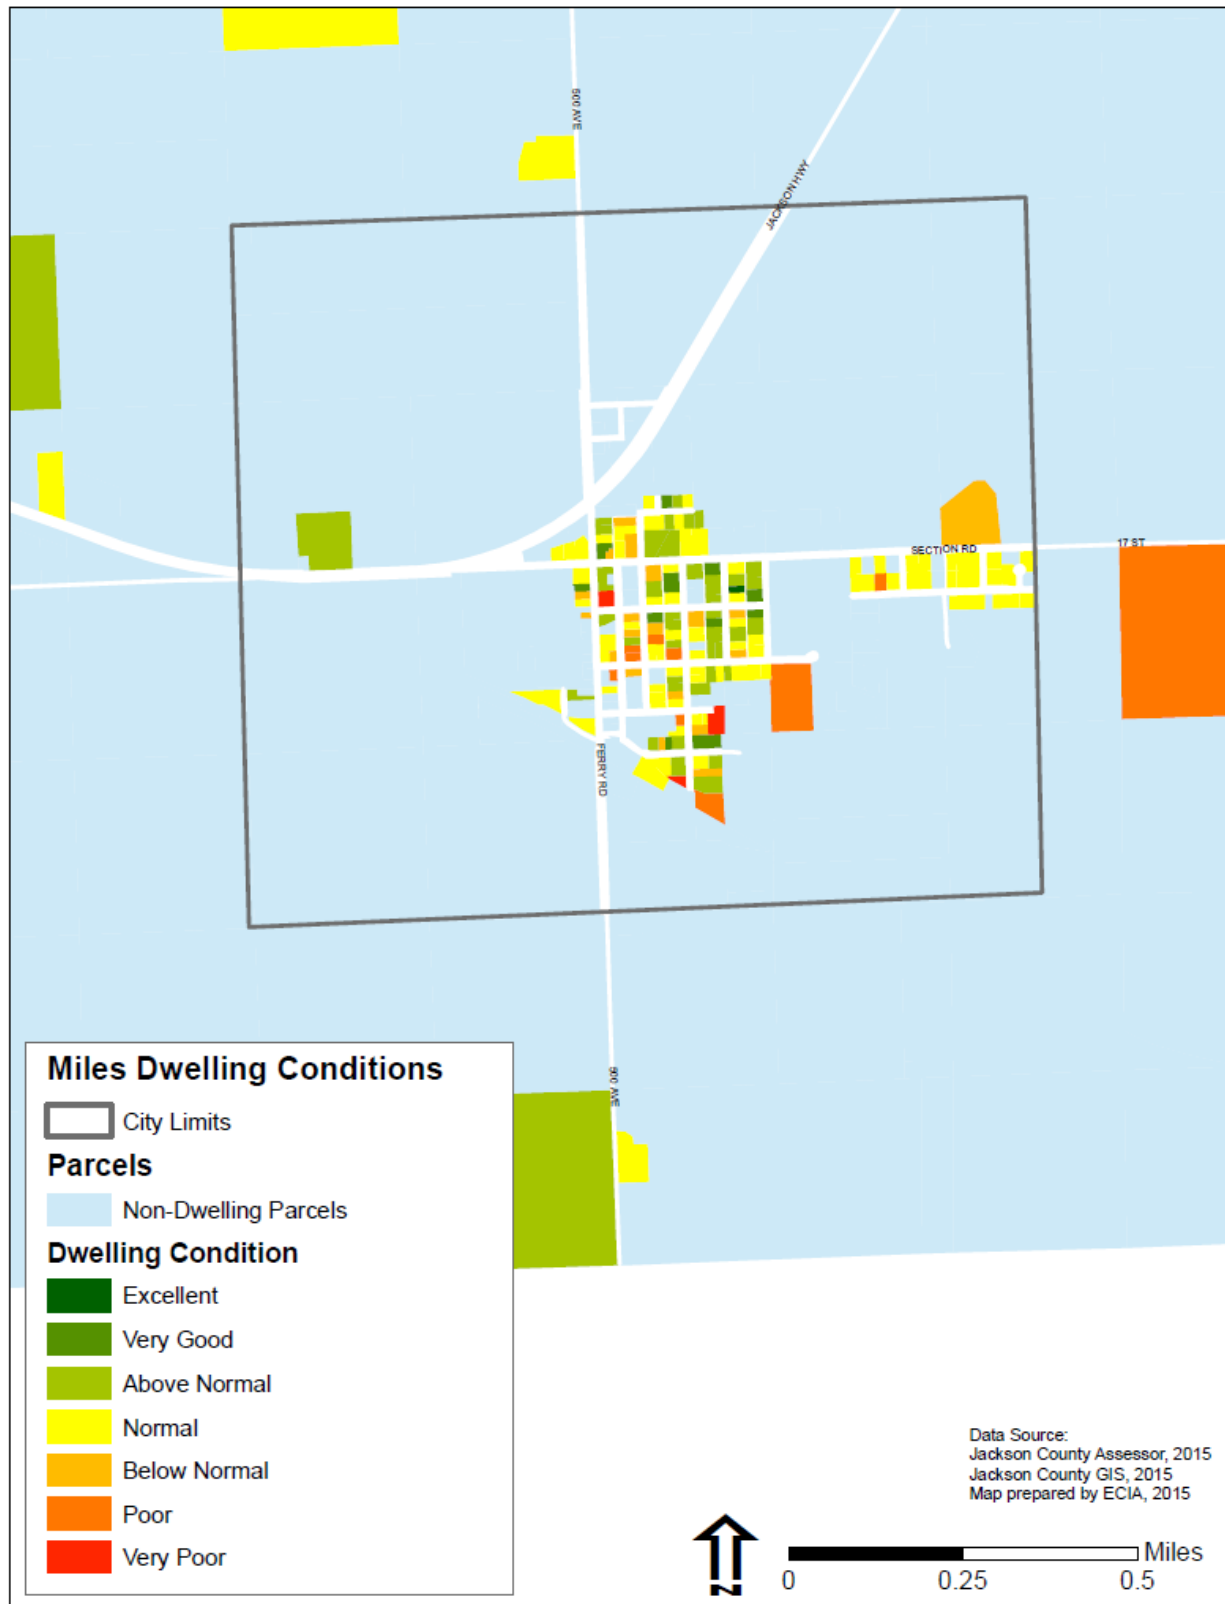 500 AVE
JACKSON HWY
SECTION RD
17 ST
FERRY RD
500 AVE
Miles Dwelling Conditions
City Limits
Parcels
Non-Dwelling Parcels
Dwelling Condition
Excellent
Very Good
Above Normal
Normal
Below Normal
Poor
Very Poor
Data Source:
Jackson County Assessor, 2015
Jackson County GIS, 2015
Map prepared by ECIA, 2015
N
Miles
0 0.25 0.5